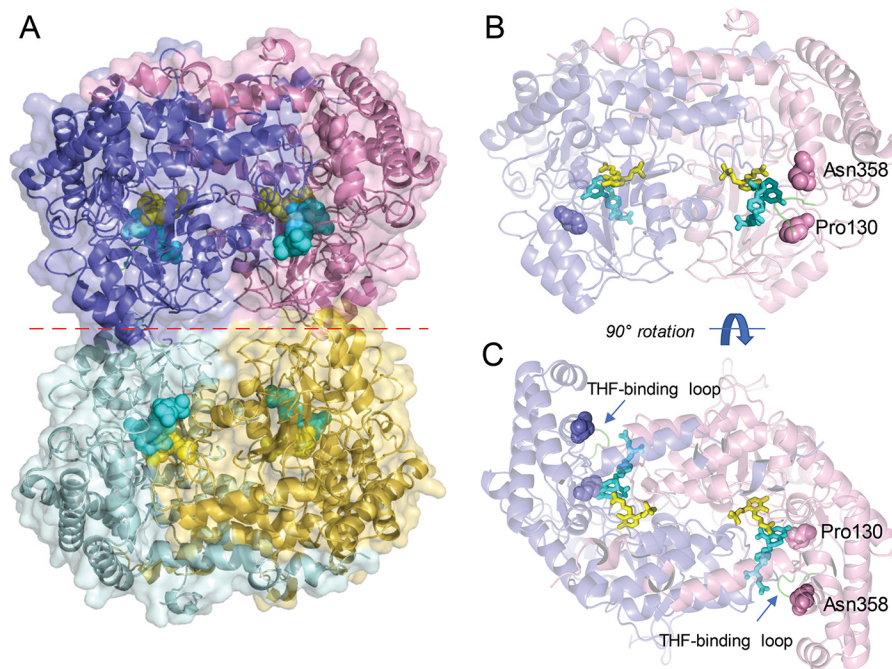 A
B
Asn358
Pro130
90° rotation
C
THF-binding loop
Pro130
Asn358
THF-binding loop